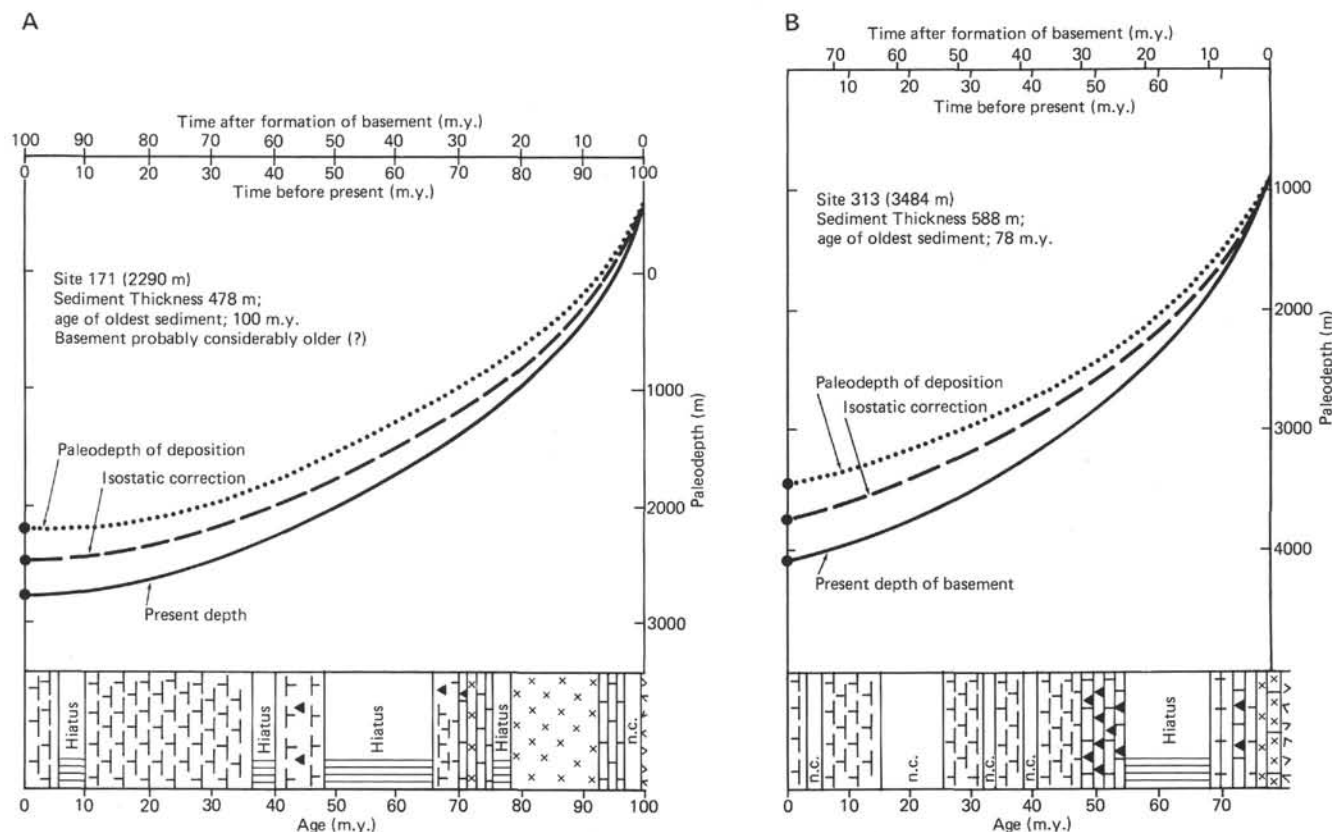 A
Time after formation of basement (m.y.)
100 90 80 70 60 50 40 30 20 10 0
0 10 20 30 40 50 60 70 80 90 100
Time before present (m.y.)
Site 171 (2290 m)
Sediment Thickness 478 m;
age of oldest sediment; 100 m.y.
Basement probably considerably older (?)
0
1000
2000
3000
Paleodepth (m)
Paleodepth of deposition
Isostatic correction
Present depth
Hiatus
Hiatus
Hiatus
Hiatus
n.c.
0 10 20 30 40 50 60 70 80 90 100
Age (m.y.)
B
Time after formation of basement (m.y.)
70 60 50 40 30 20 10 0
10 20 30 40 50 60
Time before present (m.y.)
Site 313 (3484 m)
Sediment Thickness 588 m;
age of oldest sediment; 78 m.y.
1000
2000
3000
4000
Paleodepth (m)
Paleodepth of deposition
Isostatic correction
Present depth of basement
n.c.
n.c.
n.c.
n.c.
Hiatus
0 10 20 30 40 50 60 70
Age (m.y.)